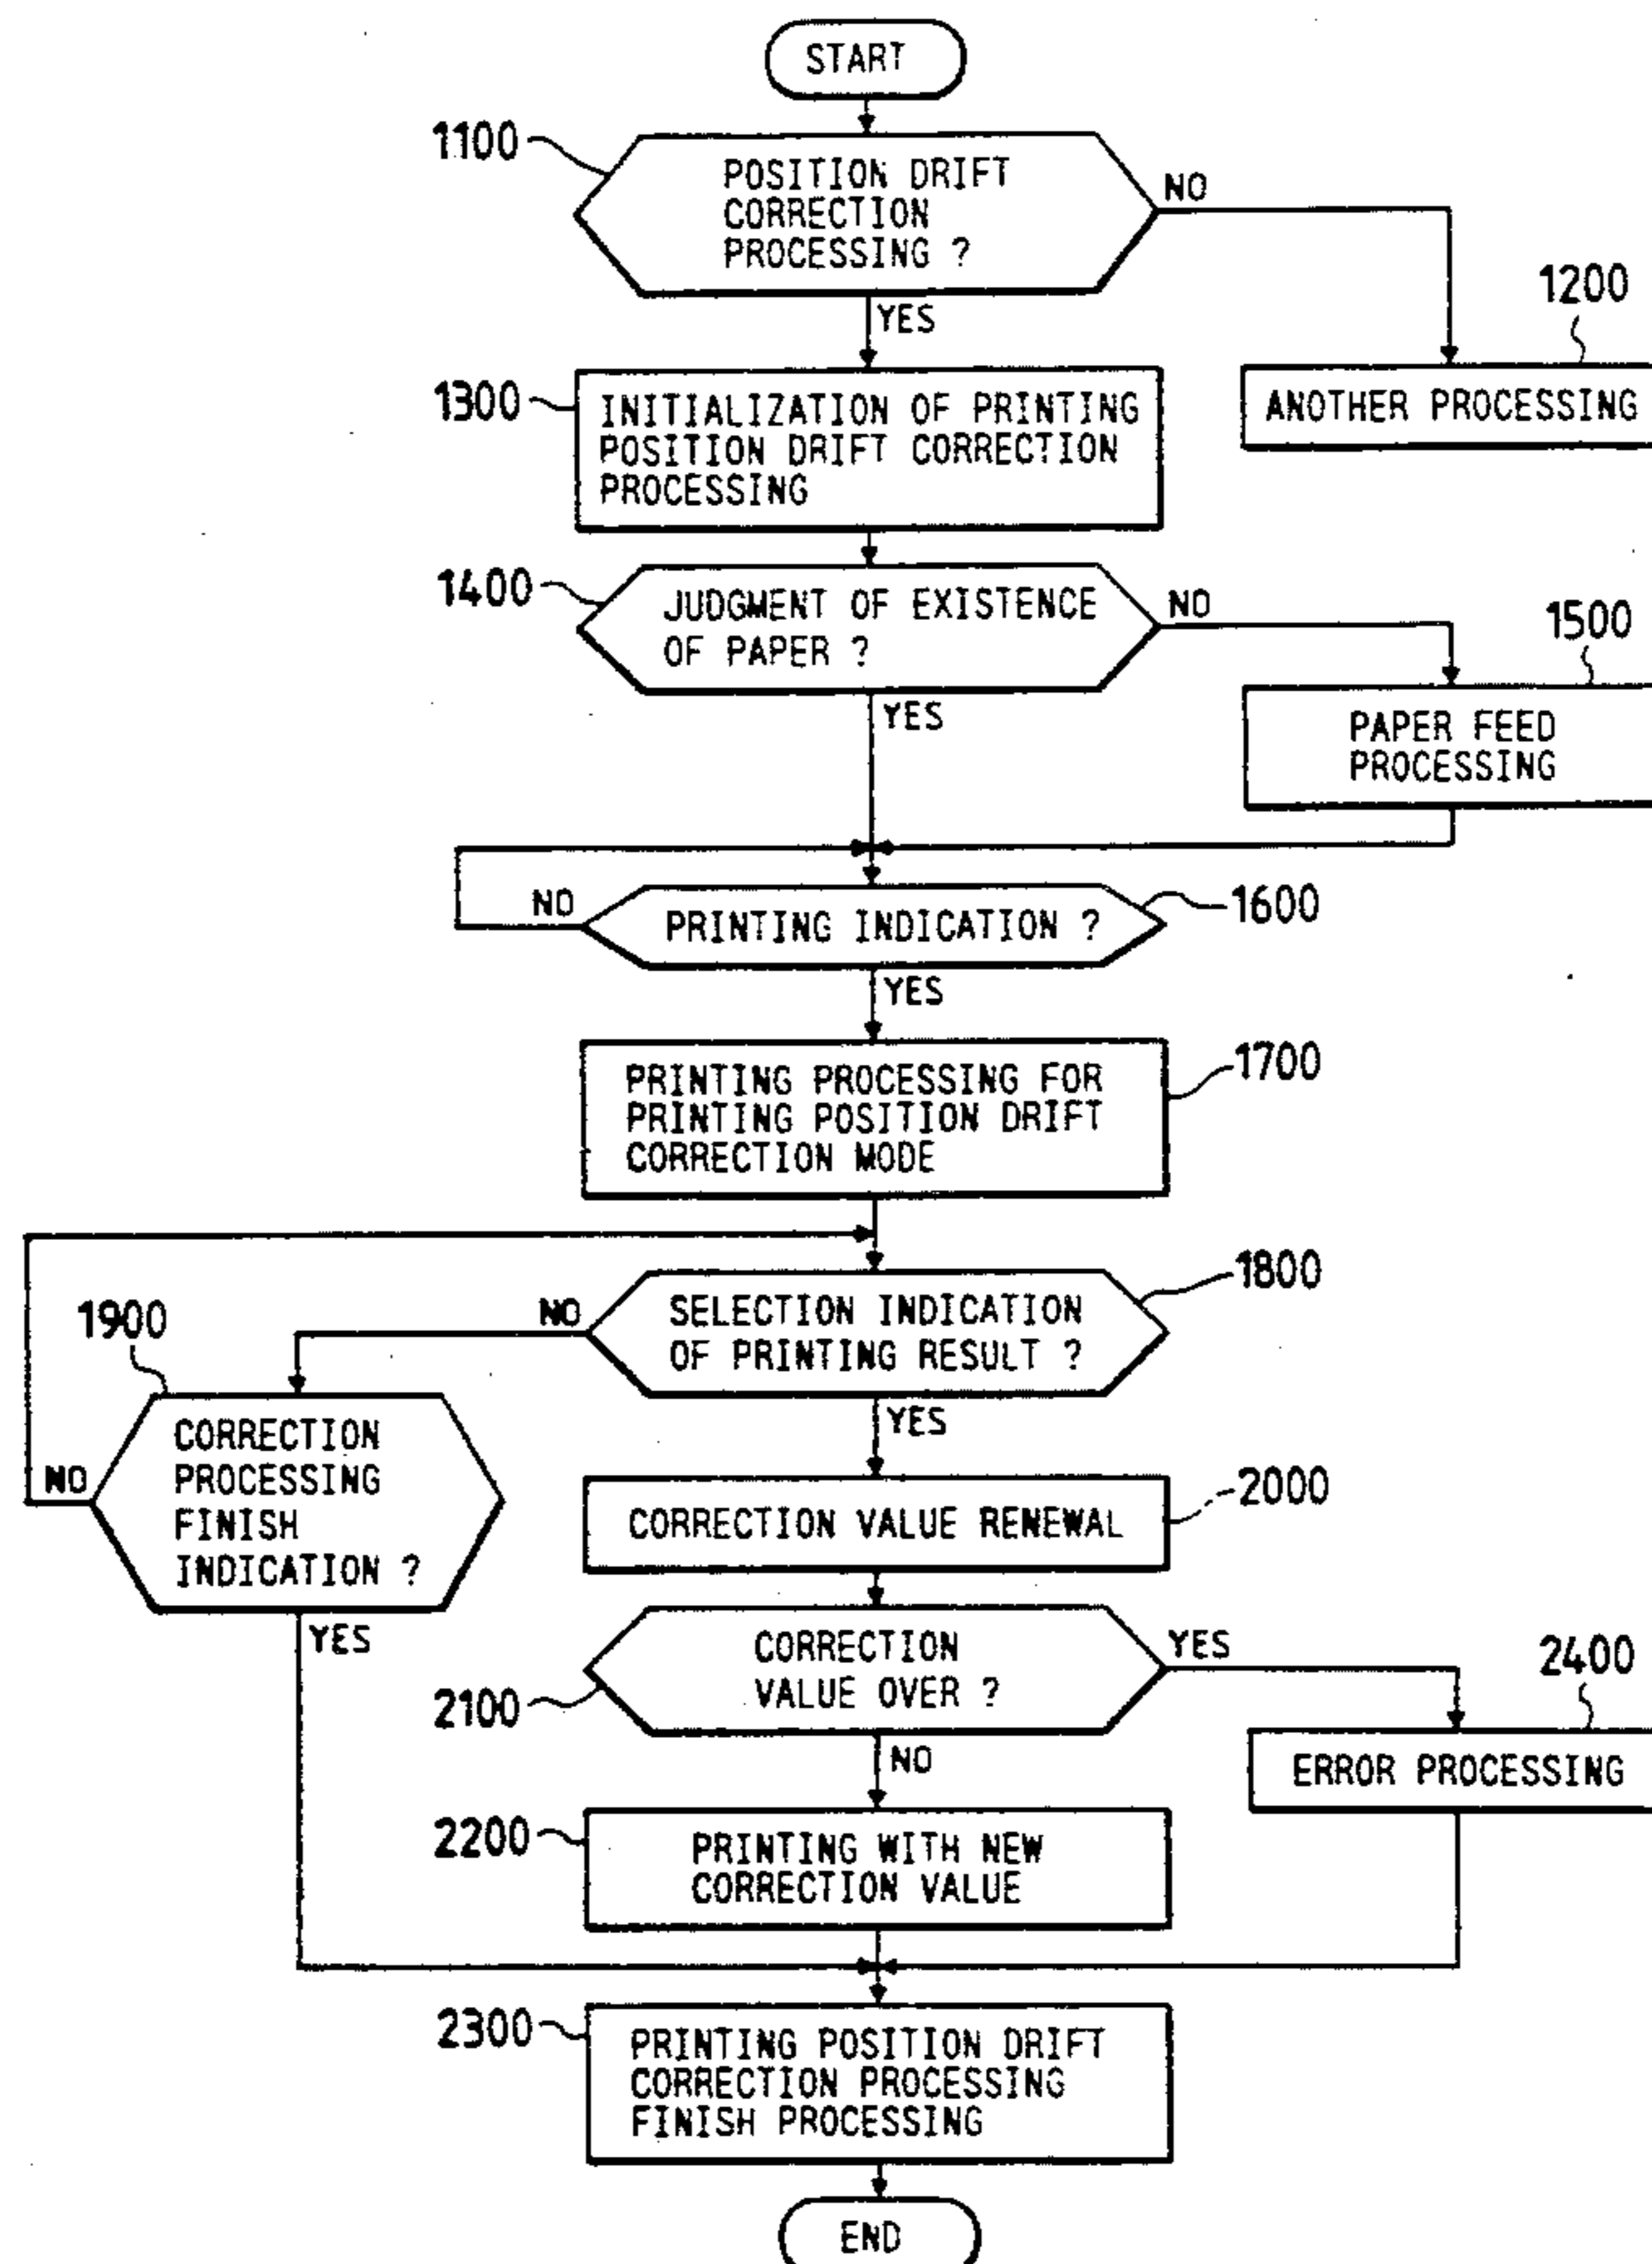 START
1100
POSITION DRIFT
CORRECTION
PROCESSING ?
NO
YES
1200
ANOTHER PROCESSING
1300
INITIALIZATION OF PRINTING
POSITION DRIFT CORRECTION
PROCESSING
1400
JUDGMENT OF EXISTENCE
OF PAPER ?
NO
YES
1500
PAPER FEED
PROCESSING
NO
PRINTING INDICATION ?
1600
YES
PRINTING PROCESSING FOR
PRINTING POSITION DRIFT
CORRECTION MODE
1700
1800
SELECTION INDICATION
OF PRINTING RESULT ?
NO
YES
1900
CORRECTION
PROCESSING
FINISH
INDICATION ?
NO
YES
2000
CORRECTION VALUE RENEWAL
CORRECTION
VALUE OVER ?
2100
YES
NO
2400
ERROR PROCESSING
2200
PRINTING WITH NEW
CORRECTION VALUE
2300
PRINTING POSITION DRIFT
CORRECTION PROCESSING
FINISH PROCESSING
END